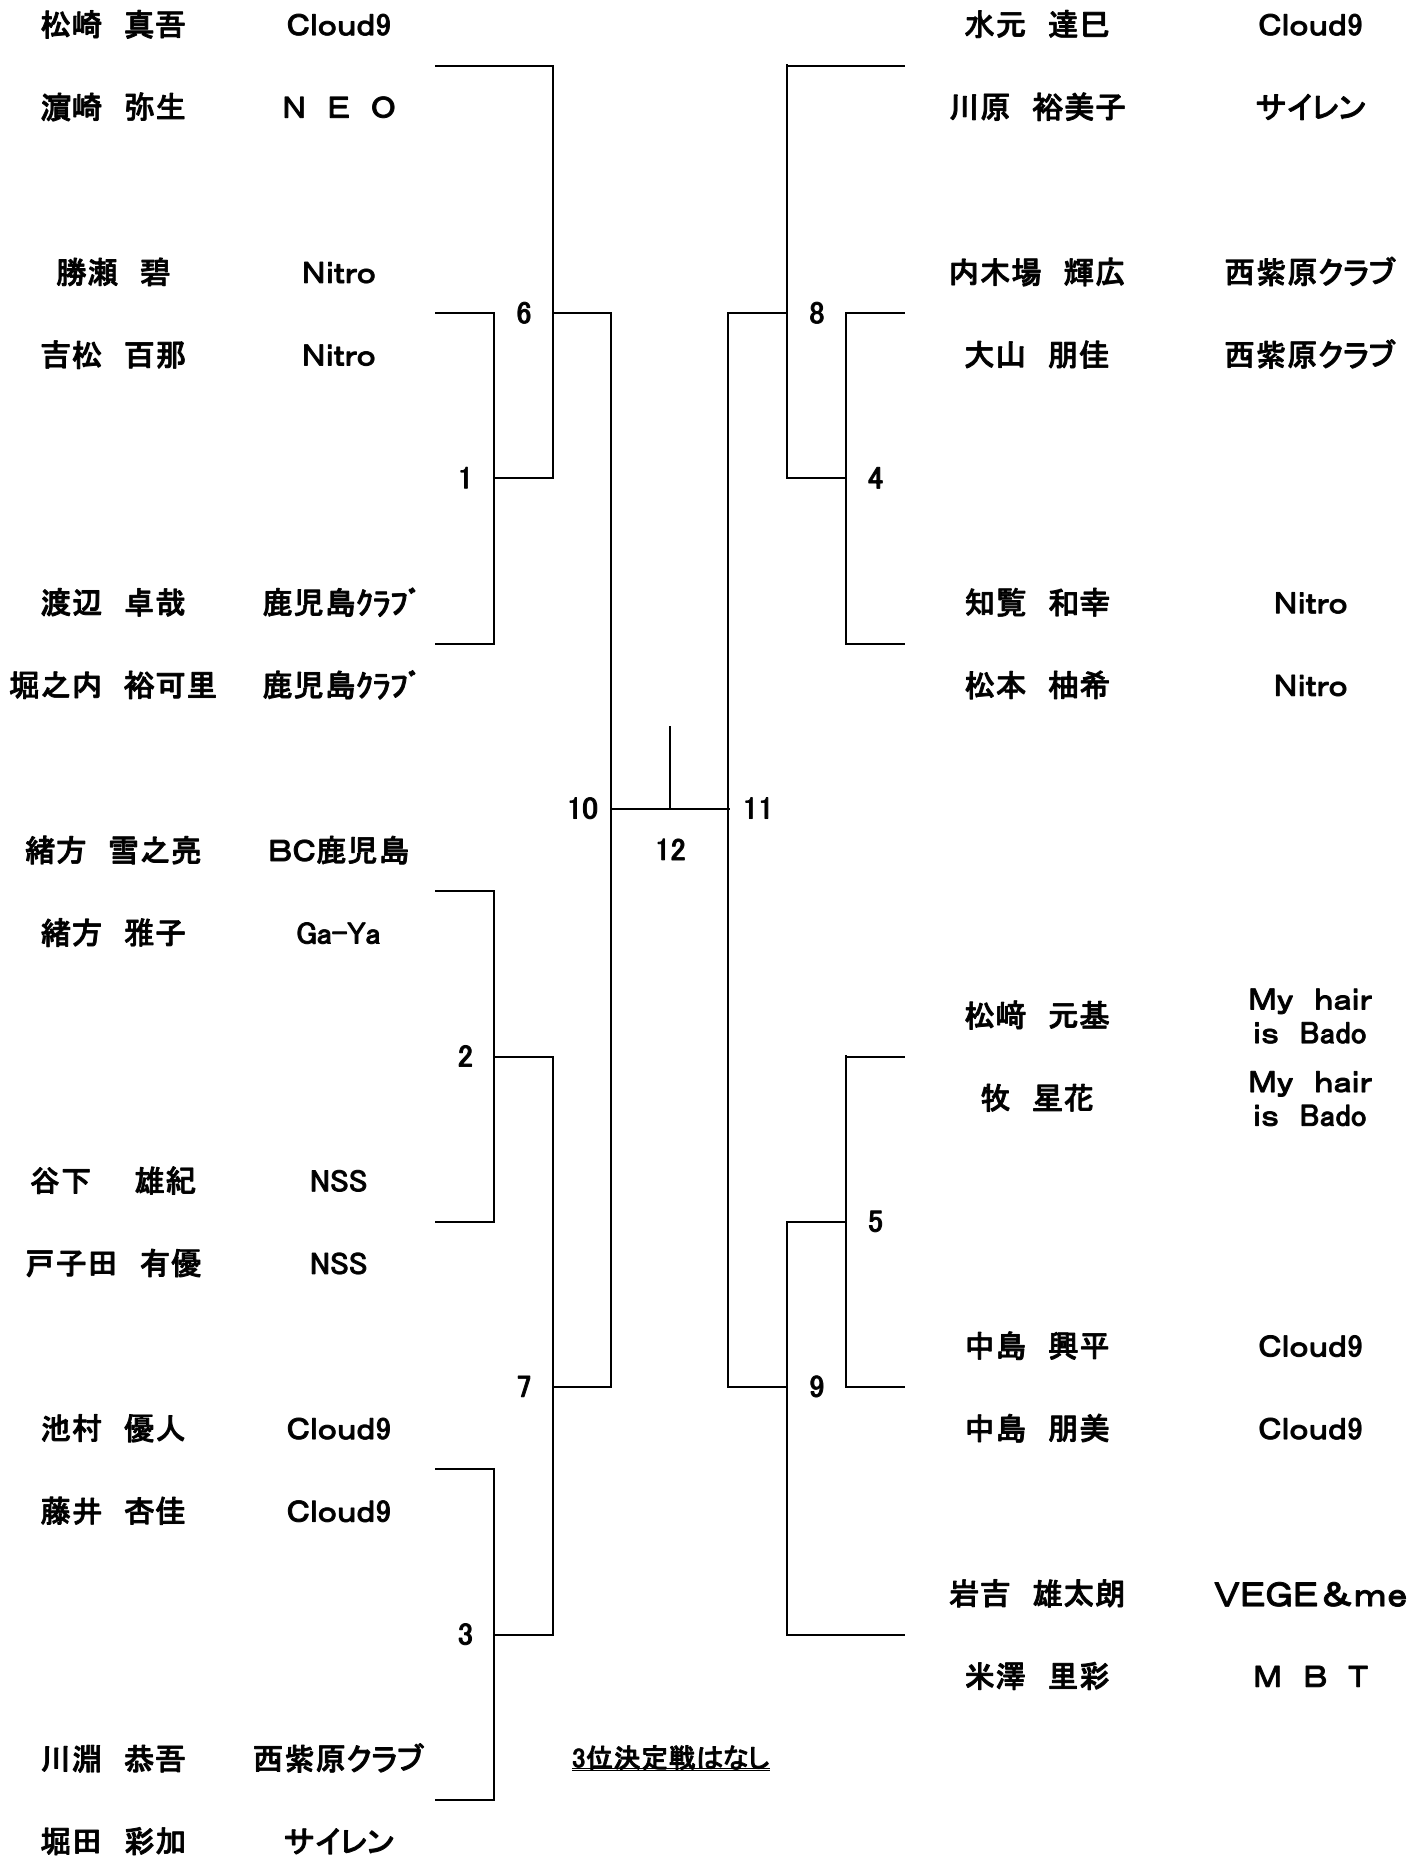 松崎　真吾　Cloud9
濵崎　弥生　Ｎ　Ｅ　Ｏ
勝瀬　碧　Nitro
吉松　百那　Nitro
6
1
渡辺　卓哉　鹿児島ｸﾗﾌﾞ
堀之内　裕可里　鹿児島ｸﾗﾌﾞ
緒方　雪之亮　BC鹿児島
緒方　雅子　Ga-Ya
2
谷下　雄紀　NSS
戸子田　有優　NSS
7
池村　優人　Cloud9
藤井　杏佳　Cloud9
3
川淵　恭吾　西紫原クラブ
堀田　彩加　サイレン
10
12
11
3位決定戦はなし
水元　達巳　Cloud9
川原　裕美子　サイレン
内木場　輝広　西紫原クラブ
8
大山　朋佳　西紫原クラブ
4
知覧　和幸　Nitro
松本　柚希　Nitro
松﨑　元基　My　hair
is　Bado
牧　星花　My　hair
is　Bado
5
中島　興平　Cloud9
9
中島　朋美　Cloud9
岩吉　雄太朗　VEGE＆me
米澤　里彩　Ｍ　Ｂ　Ｔ